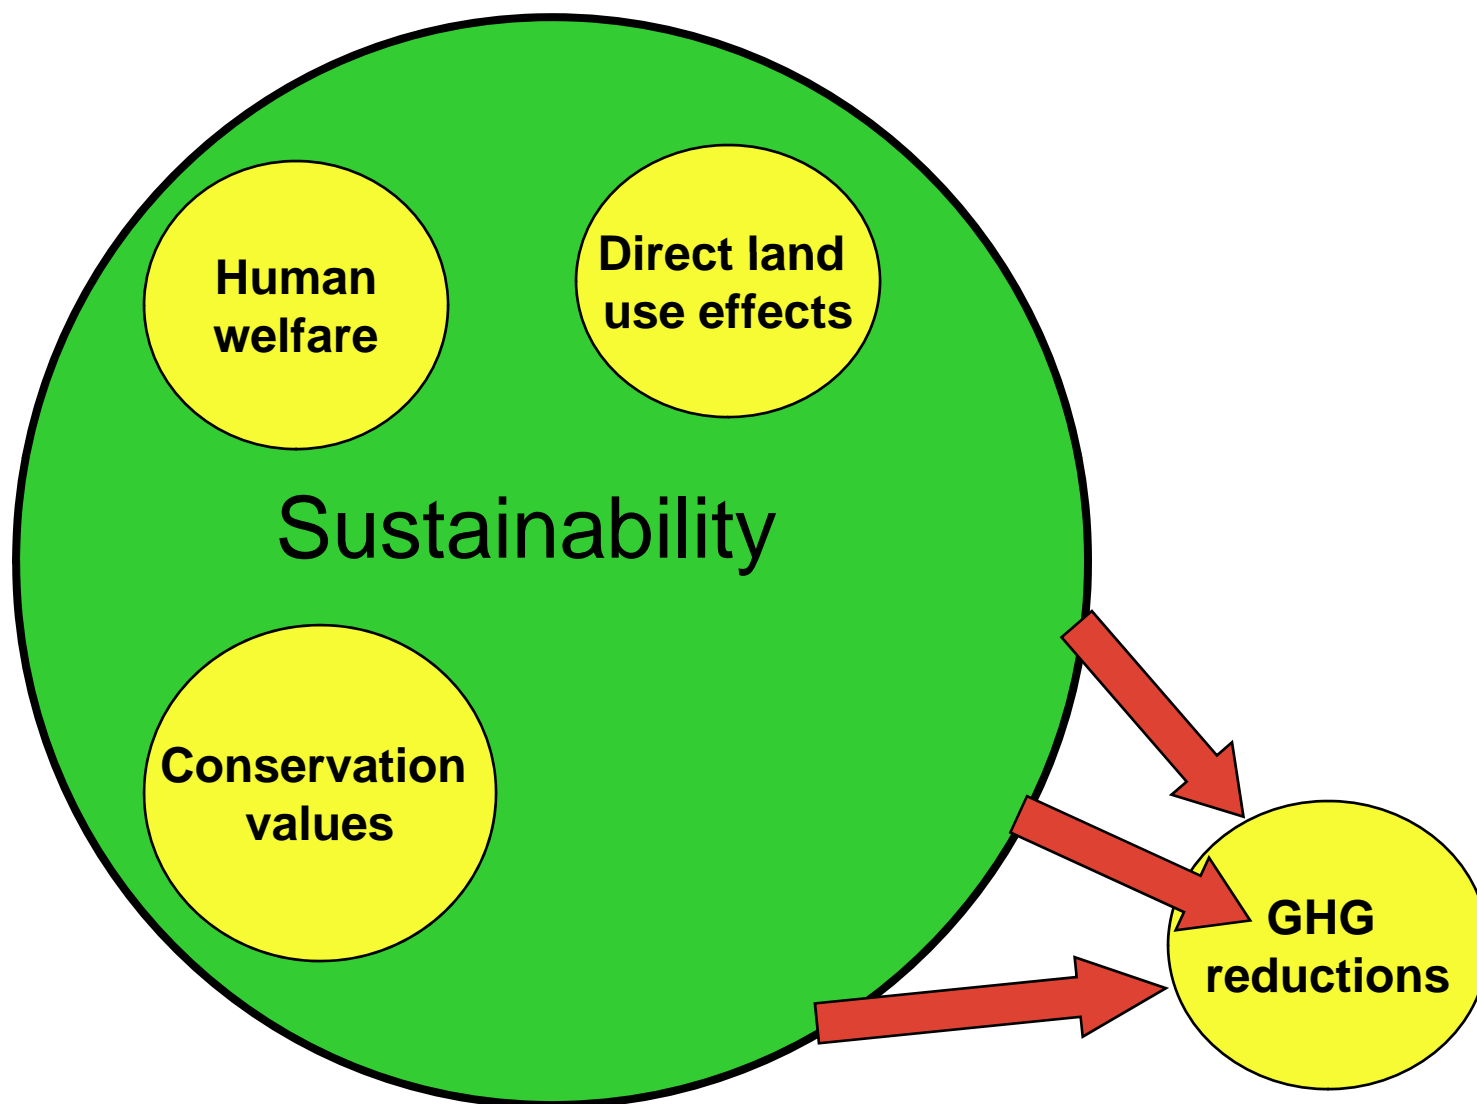 Human
welfare
Direct land
use effects
Sustainability
Conservation
values
GHG
reductions